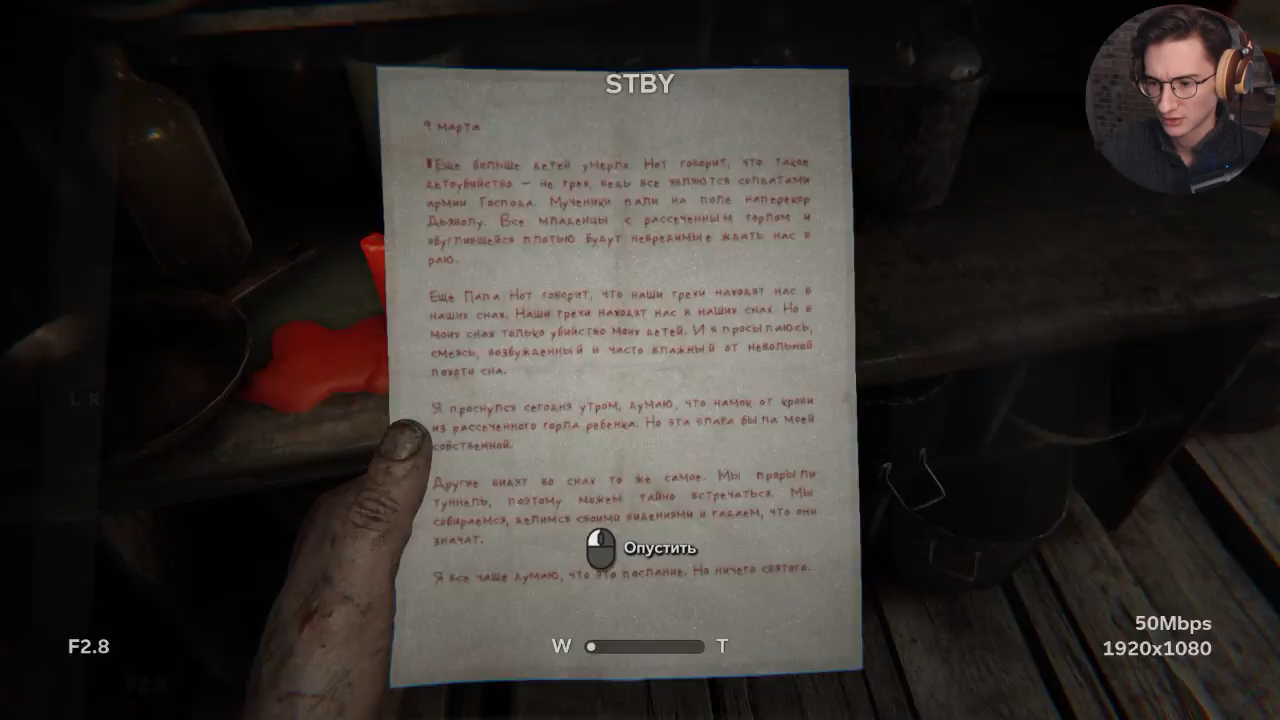 STBY
9 марта
Еще больше детей умерло. Нот говорит, что такое
детоубийство — не грех, ведь все являются солдатами
армии Господа. Мученики пали на поле наперекор
Дьяволу. Все младенцы с рассеченным горлом и
обуглившейся плотью будут невредимые ждать нас в
раю.
Еще Папа Нот говорит, что наши грехи находят нас в
наших снах. Наши грехи находят нас в наших снах. Но в
моих снах только убийство моих детей. И я просыпаюсь,
смеясь, возбужденный и часто влажный от невольной
похоти сна.
Я проснулся сегодня утром, думаю, что намок от крови
из рассеченного горла ребенка. Но эта влага была моей
собственной.
Другие видят во снах то же самое. Мы прорыли
туннель, поэтому можем тайно встречаться. Мы
собираемся, делимся своими видениями и гадаем, что они
значат.
Опустить
Я все чаще думаю, что это послание. Но ничего святого.
F2.8
W T
50Mbps
1920x1080
L R